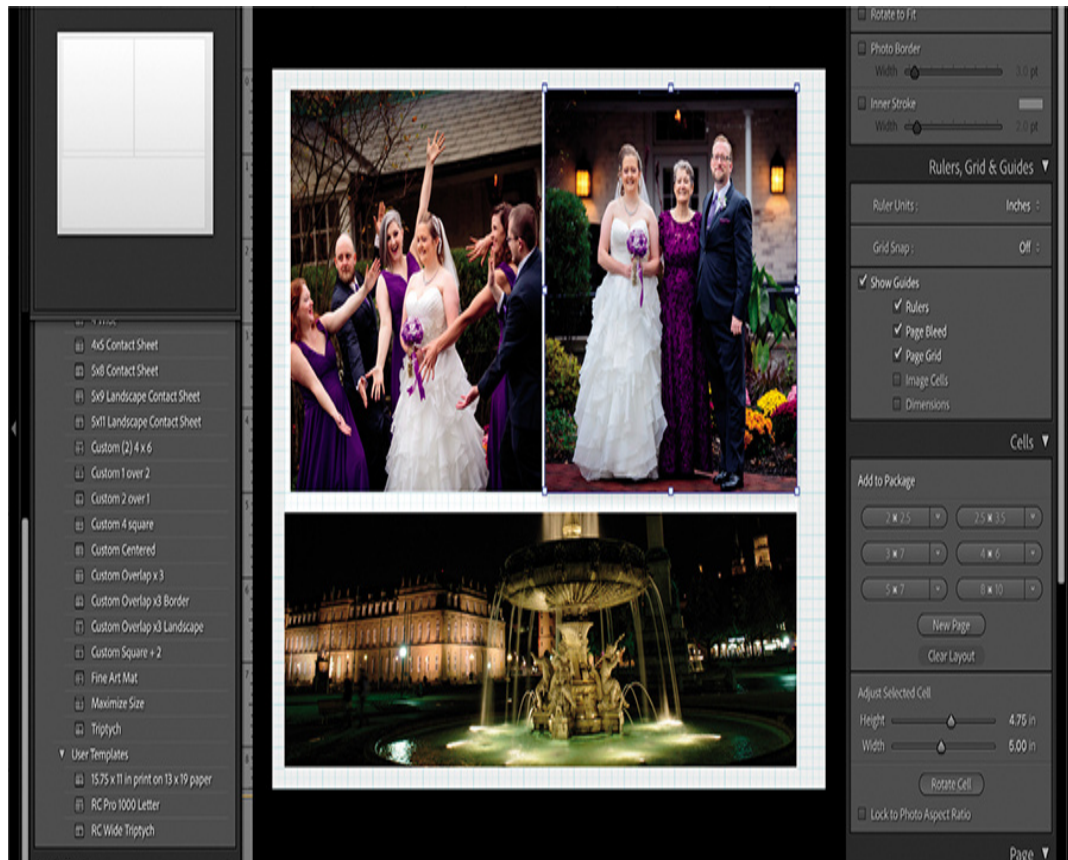 4x5 Contact Sheet
5x8 Contact Sheet
5x9 Landscape Contact Sheet
5x11 Landscape Contact Sheet
Custom (2) 4 x 6
Custom 1 over 2
Custom 2 over 1
Custom 4 square
Custom Centered
Custom Overlap x 3
Custom Overlap x3 Border
Custom Overlap x3 Landscape
Custom Square + 2
Fine Art Mat
Maximize Size
Triptych
User Templates
15.75 x 11 in print on 13 x 19 paper
RC Pro 1000 Letter
RC Wide Triptych
Rotate to Fit
Photo Border
Width 3.0 pt
Inner Stroke
Width 2.0 pt
Rulers, Grid & Guides
Ruler Units : Inches
Grid Snap : Off
Show Guides
Rulers
Page Bleed
Page Grid
Image Cells
Dimensions
Cells
Add to Package
2 x 2.5 2.5 x 3.5
3 x 7 4 x 6
5 x 7 8 x 10
New Page
Clear Layout
Adjust Selected Cell
Height 4.75 in
Width 5.00 in
Rotate Cell
Lock to Photo Aspect Ratio
Page